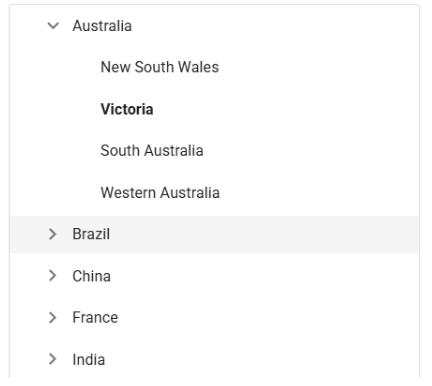 Australia
New South Wales
Victoria
South Australia
Western Australia
Brazil
China
France
India